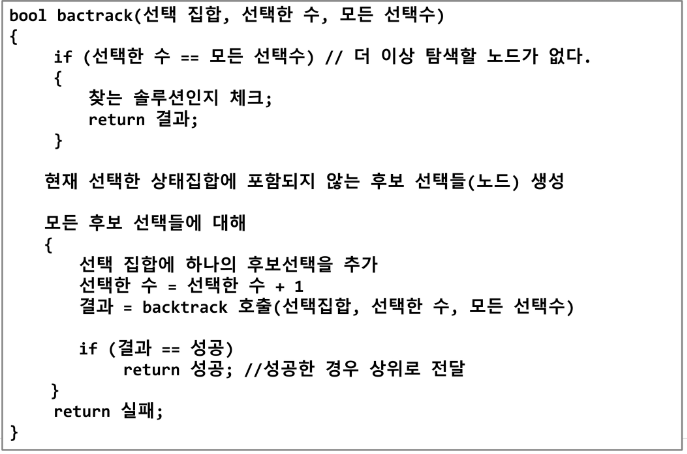 bool bactrack(선택 집합, 선택한 수, 모든 선택수)
{
if (선택한 수 == 모든 선택수) // 더 이상 탐색할 노드가 없다.
{
찾는 솔루션인지 체크;
return 결과;
}
현재 선택한 상태집합에 포함되지 않는 후보 선택들(노드) 생성
모든 후보 선택들에 대해
{
선택 집합에 하나의 후보선택을 추가
선택한 수 = 선택한 수 + 1
결과 = backtrack 호출(선택집합, 선택한 수, 모든 선택수)
if (결과 == 성공)
return 성공; //성공한 경우 상위로 전달
}
return 실패;
}